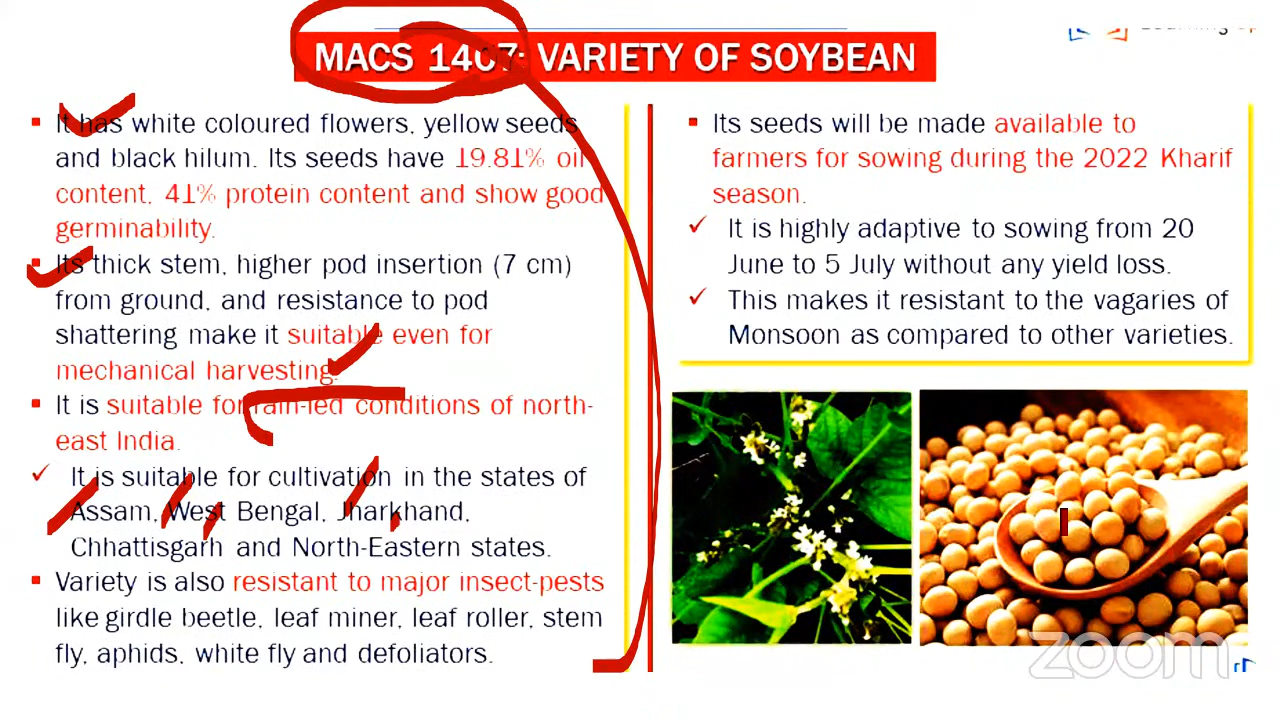 MACS 1407: VARIETY OF SOYBEAN
It has white coloured flowers, yellow seeds
and black hilum. Its seeds have 19.81% oil
content, 41% protein content and show good
germinability.
Its thick stem, higher pod insertion (7 cm)
from ground, and resistance to pod
shattering make it suitable even for
mechanical harvesting.
It is suitable for rain-fed conditions of north-
east India.
It is suitable for cultivation in the states of
Assam, West Bengal, Jharkhand,
Chhattisgarh and North-Eastern states.
Variety is also resistant to major insect-pests
like girdle beetle, leaf miner, leaf roller, stem
fly, aphids, white fly and defoliators.
Its seeds will be made available to
farmers for sowing during the 2022 Kharif
season.
It is highly adaptive to sowing from 20
June to 5 July without any yield loss.
This makes it resistant to the vagaries of
Monsoon as compared to other varieties.
zoom